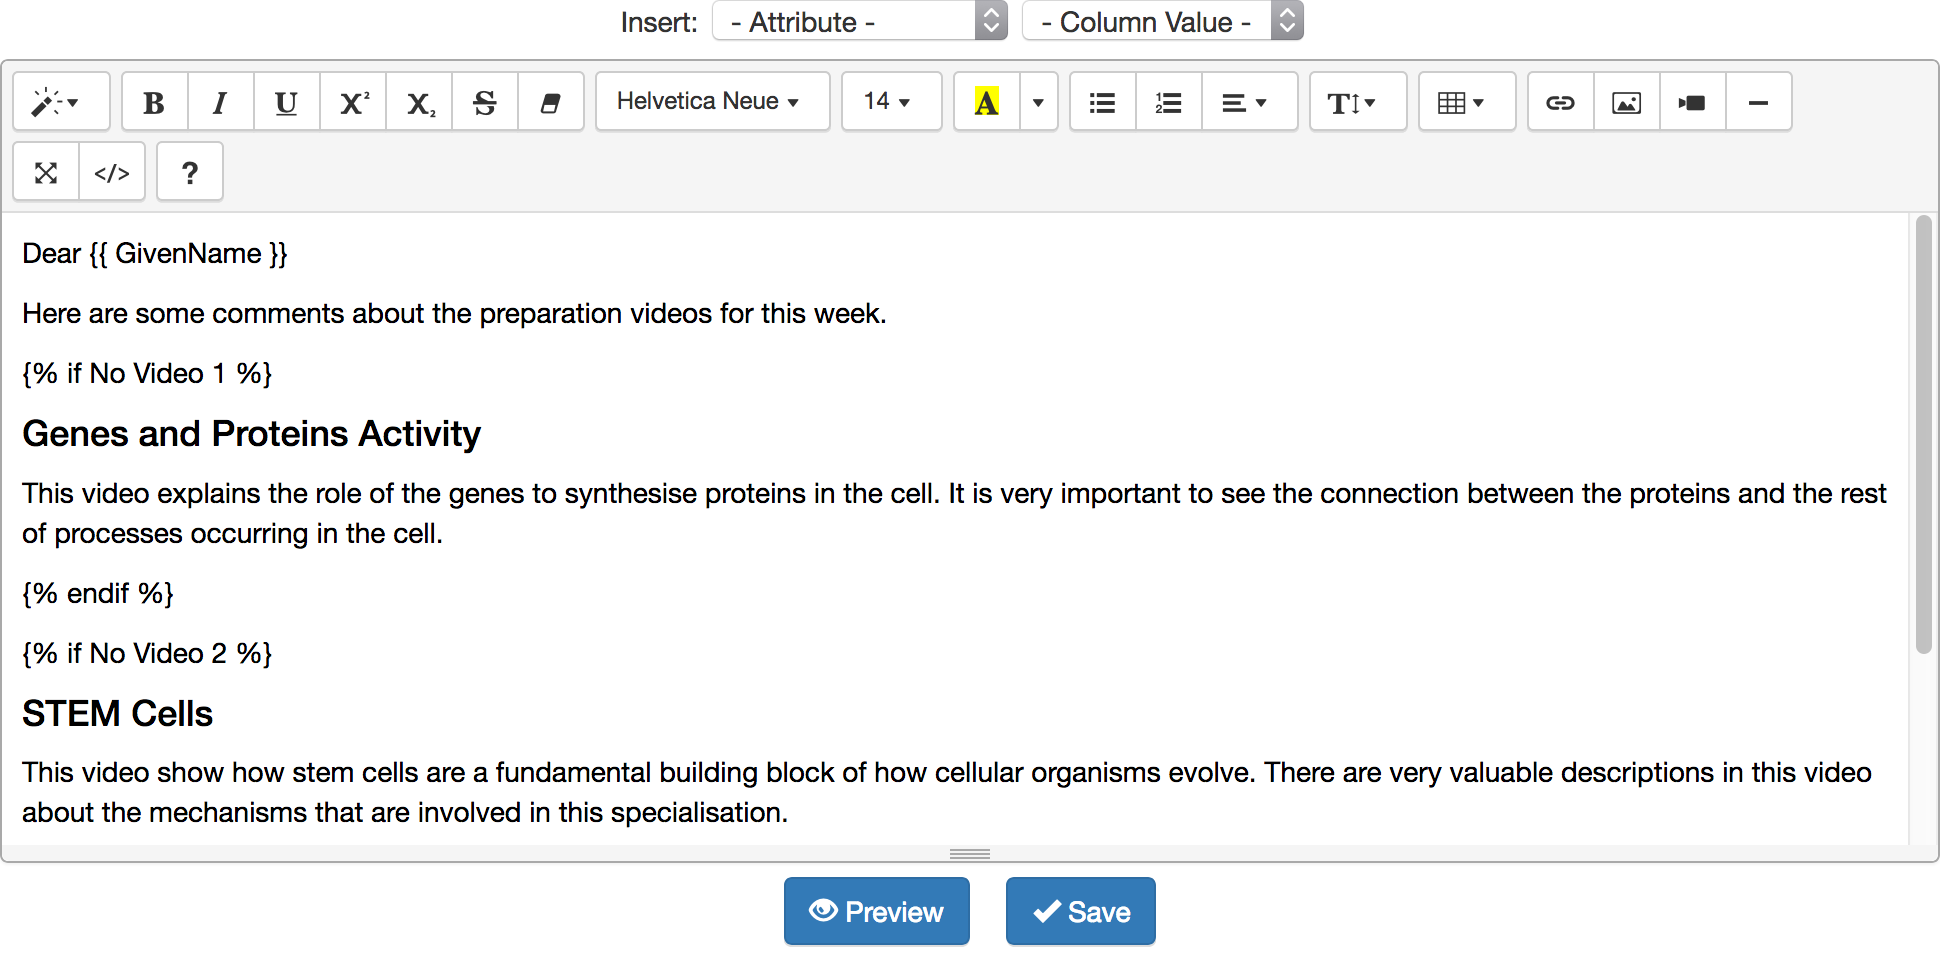 Insert: - Attribute - - Column Value -
B I U X² X₂ S Helvetica Neue 14 A T
</> ?
Dear {{ GivenName }}
Here are some comments about the preparation videos for this week.
{% if No Video 1 %}
Genes and Proteins Activity
This video explains the role of the genes to synthesise proteins in the cell. It is very important to see the connection between the proteins and the rest
of processes occurring in the cell.
{% endif %}
{% if No Video 2 %}
STEM Cells
This video show how stem cells are a fundamental building block of how cellular organisms evolve. There are very valuable descriptions in this video
about the mechanisms that are involved in this specialisation.
Preview Save